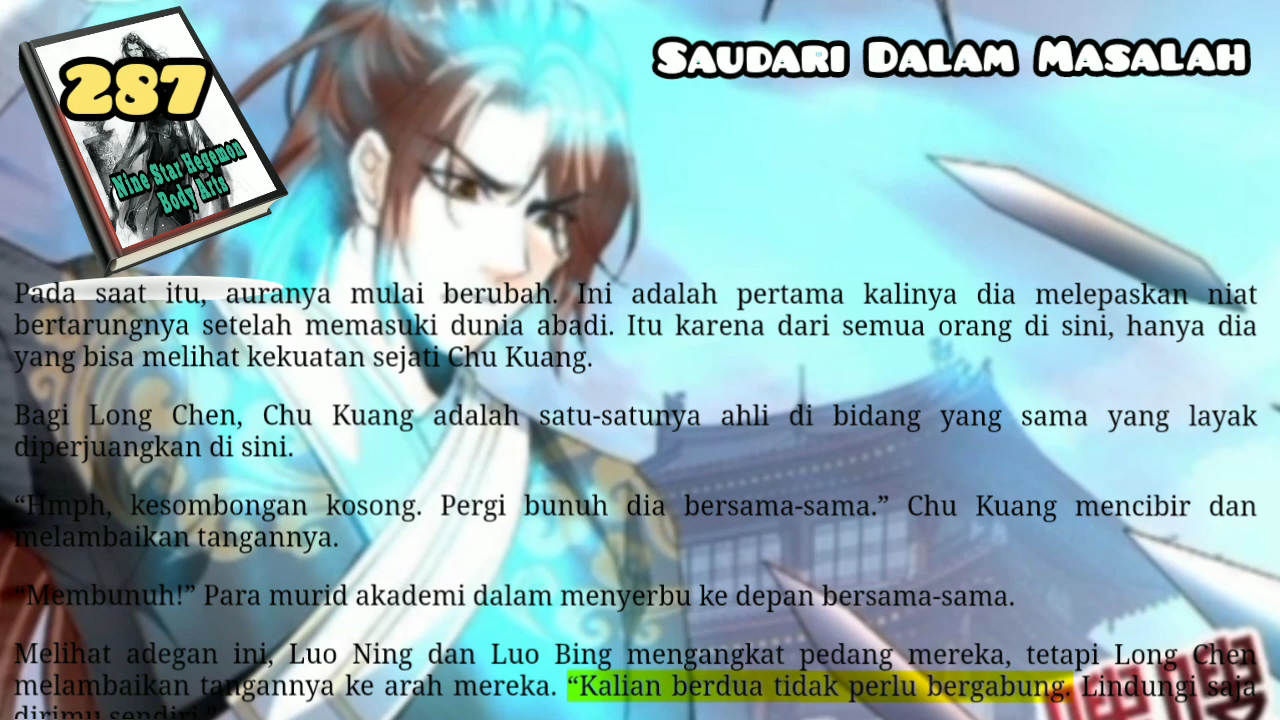 287
Nine Star Hegemon
Body Arts
Saudari Dalam Masalah
Pada saat itu, auranya mulai berubah. Ini adalah pertama kalinya dia melepaskan niat
bertarungnya setelah memasuki dunia abadi. Itu karena dari semua orang di sini, hanya dia
yang bisa melihat kekuatan sejati Chu Kuang.
Bagi Long Chen, Chu Kuang adalah satu-satunya ahli di bidang yang sama yang layak
diperjuangkan di sini.
“Hmph, kesombongan kosong. Pergi bunuh dia bersama-sama.” Chu Kuang mencibir dan
melambaikan tangannya.
“Membunuh!” Para murid akademi dalam menyerbu ke depan bersama-sama.
Melihat adegan ini, Luo Ning dan Luo Bing mengangkat pedang mereka, tetapi Long Chen
melambaikan tangannya ke arah mereka. “Kalian berdua tidak perlu bergabung. Lindungi saja
dirimu sendiri.”